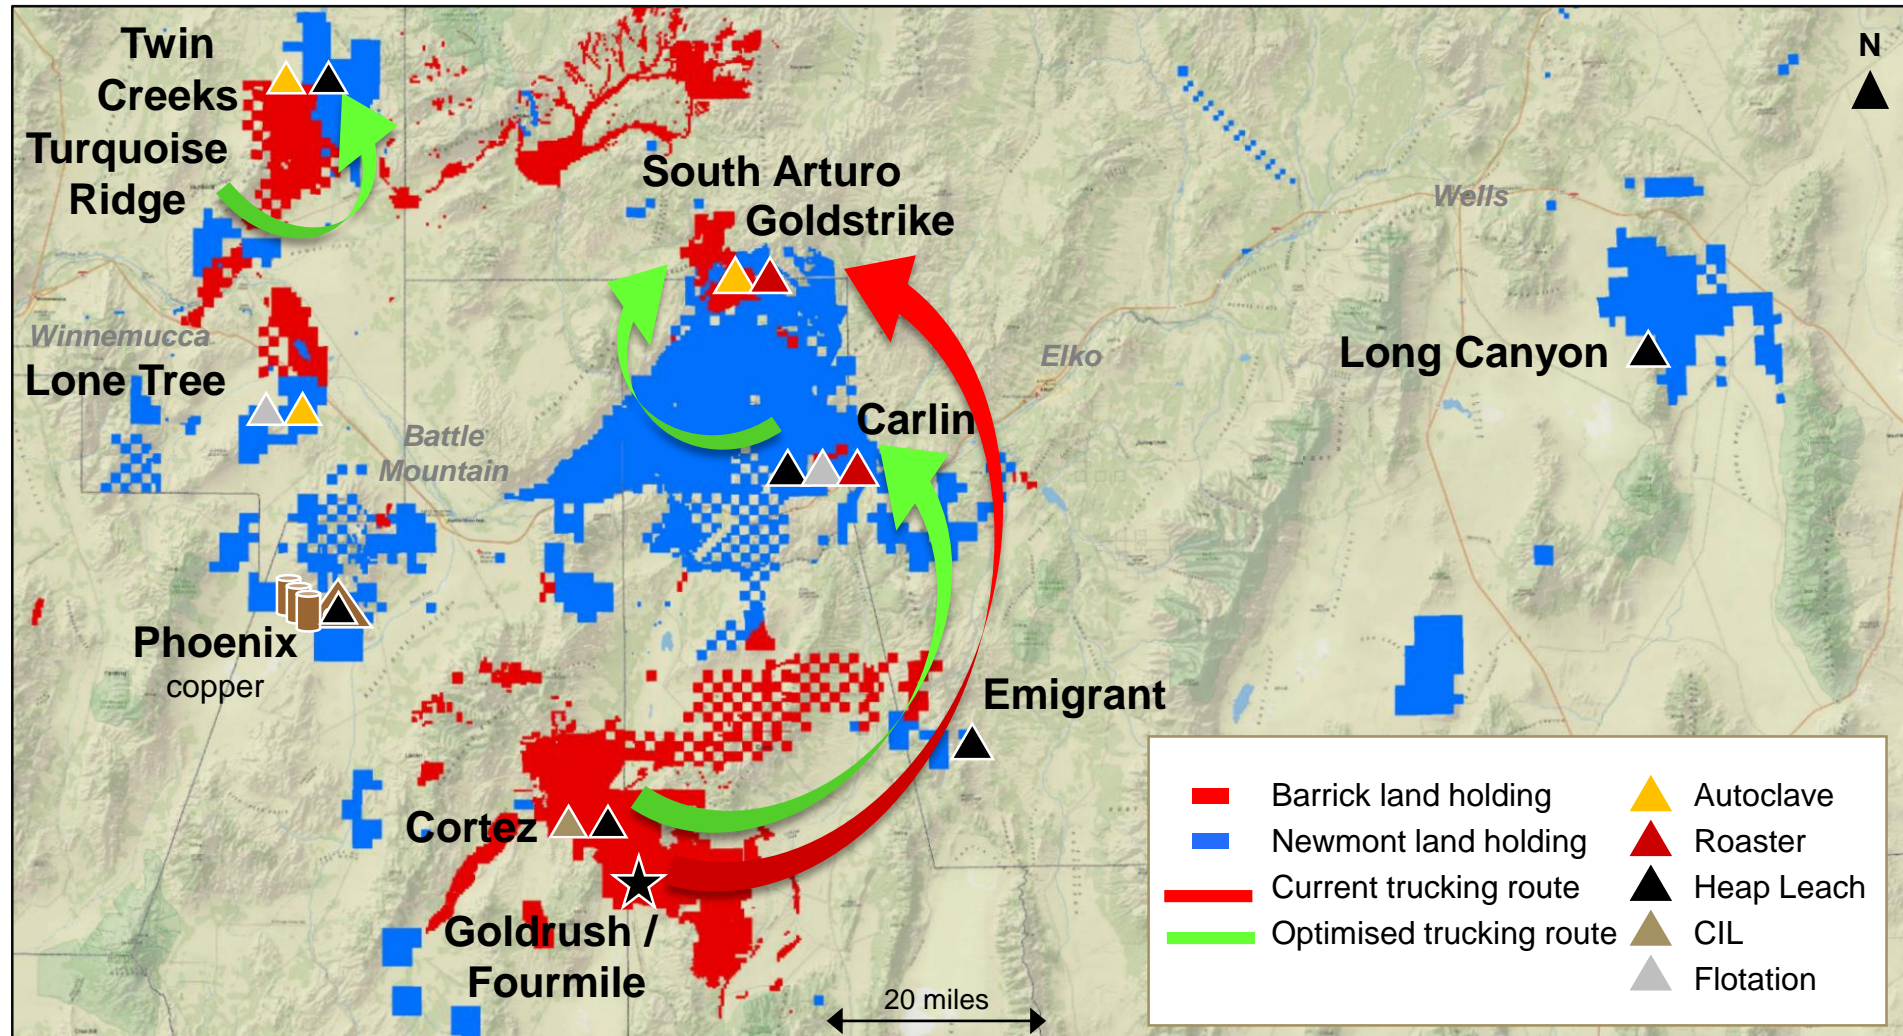 Twin
Creeks
Turquoise
Ridge
N
South Arturo
Goldstrike
Wells
Winnemucca
Lone Tree
Elko
Long Canyon
Battle
Mountain
Carlin
Phoenix
copper
Emigrant
Cortez
Goldrush /
Fourmile
20 miles
Barrick land holding
Newmont land holding
Current trucking route
Optimised trucking route
Autoclave
Roaster
Heap Leach
CIL
Flotation